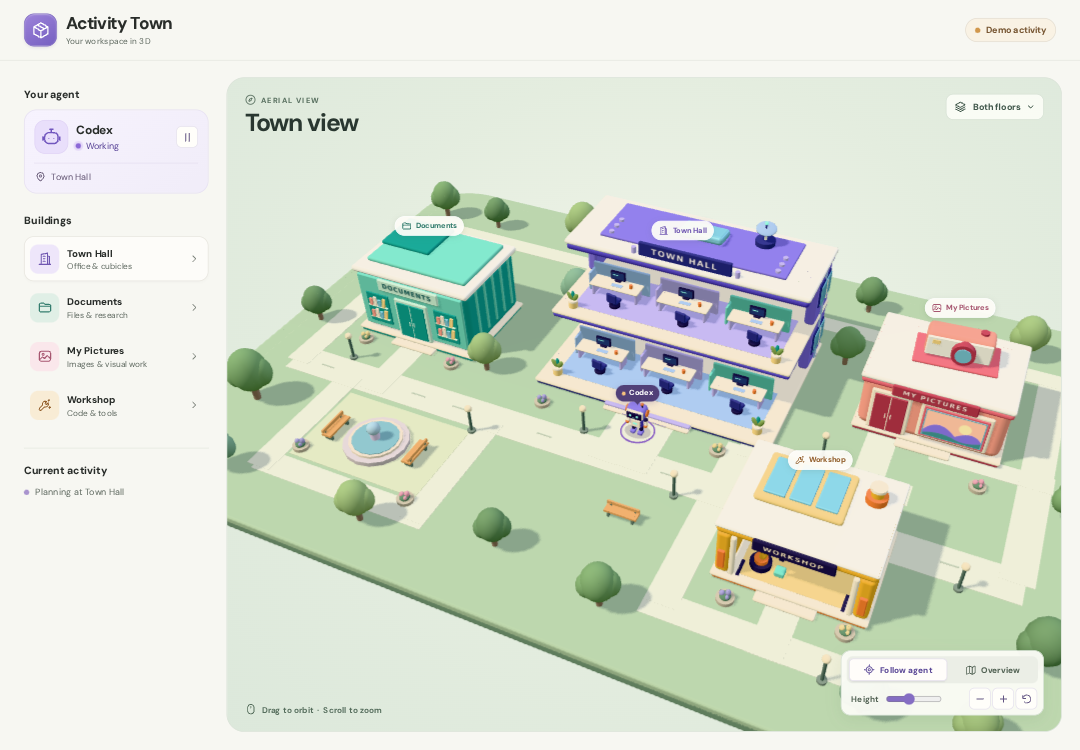 Activity Town
Your workspace in 3D
Demo activity
Your agent
Codex
Working
Town Hall
Buildings
Town Hall
Office & cubicles
Documents
Files & research
My Pictures
Images & visual work
Workshop
Code & tools
Current activity
Planning at Town Hall
AERIAL VIEW
Town view
Both floors
Documents
Town Hall
TOWN HALL
DOCUMENTS
My Pictures
MY PICTURES
Codex
Workshop
WORKSHOP
Follow agent
Overview
Height
Drag to orbit · Scroll to zoom